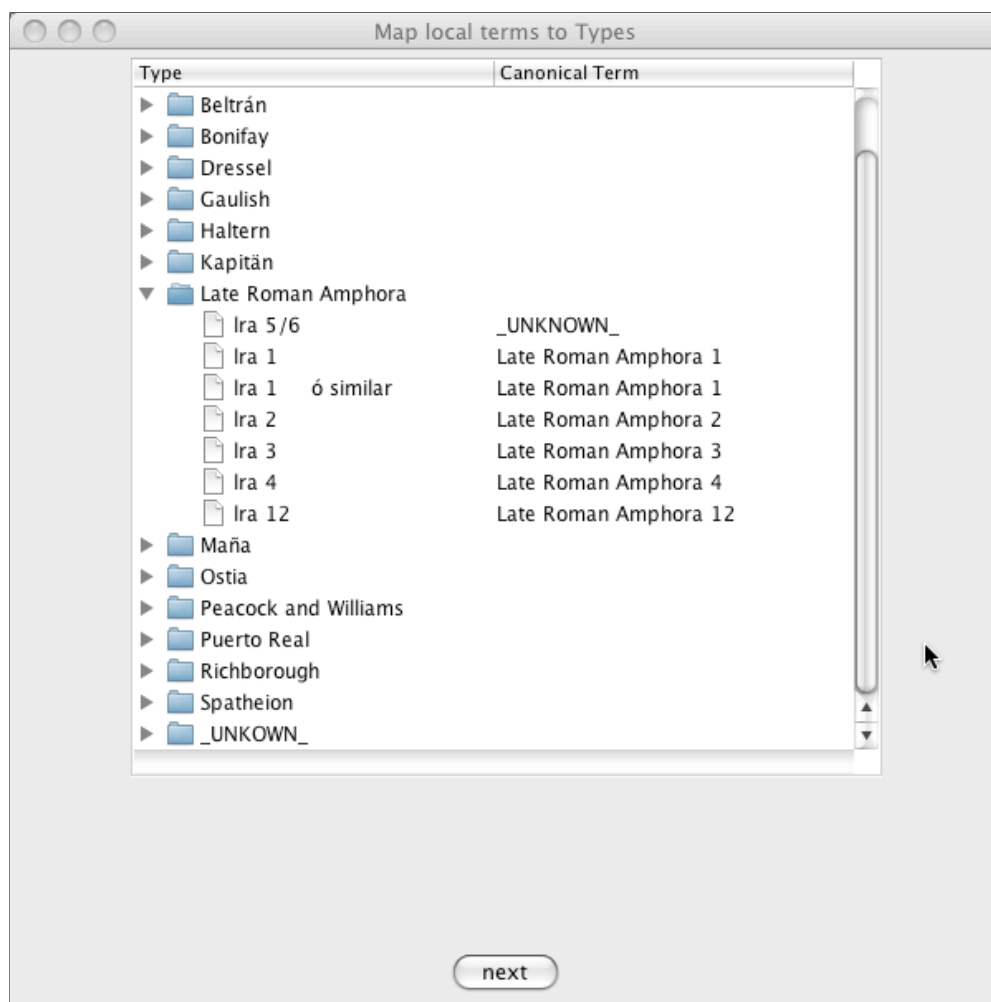 Map local terms to Types
Type Canonical Term
Beltrán
Bonifay
Dressel
Gaulish
Haltern
Kapitän
Late Roman Amphora
lra 5/6 _UNKNOWN_
lra 1 Late Roman Amphora 1
lra 1 ó similar Late Roman Amphora 1
lra 2 Late Roman Amphora 2
lra 3 Late Roman Amphora 3
lra 4 Late Roman Amphora 4
lra 12 Late Roman Amphora 12
Maña
Ostia
Peacock and Williams
Puerto Real
Richborough
Spatheion
_UNKOWN_
next